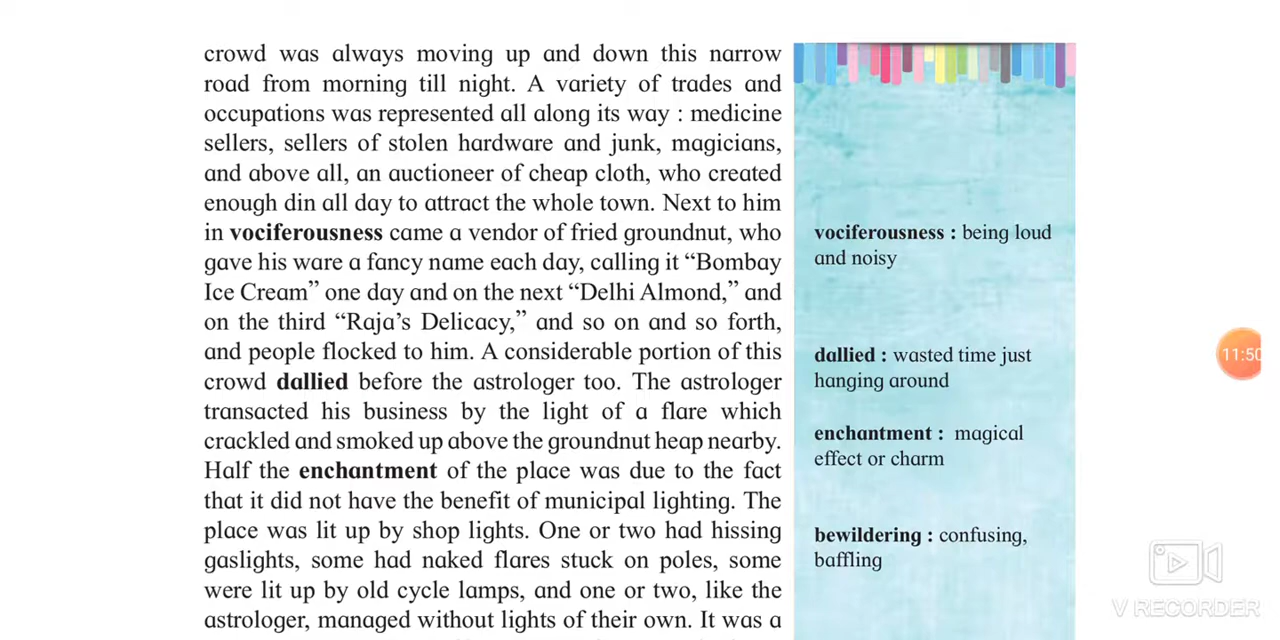 crowd was always moving up and down this narrow
road from morning till night. A variety of trades and
occupations was represented all along its way : medicine
sellers, sellers of stolen hardware and junk, magicians,
and above all, an auctioneer of cheap cloth, who created
enough din all day to attract the whole town. Next to him
in vociferousness came a vendor of fried groundnut, who
gave his ware a fancy name each day, calling it “Bombay
Ice Cream” one day and on the next “Delhi Almond,” and
on the third “Raja’s Delicacy,” and so on and so forth,
and people flocked to him. A considerable portion of this
crowd dallied before the astrologer too. The astrologer
transacted his business by the light of a flare which
crackled and smoked up above the groundnut heap nearby.
Half the enchantment of the place was due to the fact
that it did not have the benefit of municipal lighting. The
place was lit up by shop lights. One or two had hissing
gaslights, some had naked flares stuck on poles, some
were lit up by old cycle lamps, and one or two, like the
astrologer, managed without lights of their own. It was a
vociferousness : being loud
and noisy
dallied : wasted time just
hanging around
enchantment : magical
effect or charm
bewildering : confusing,
baffling
11:50
V RECORDER